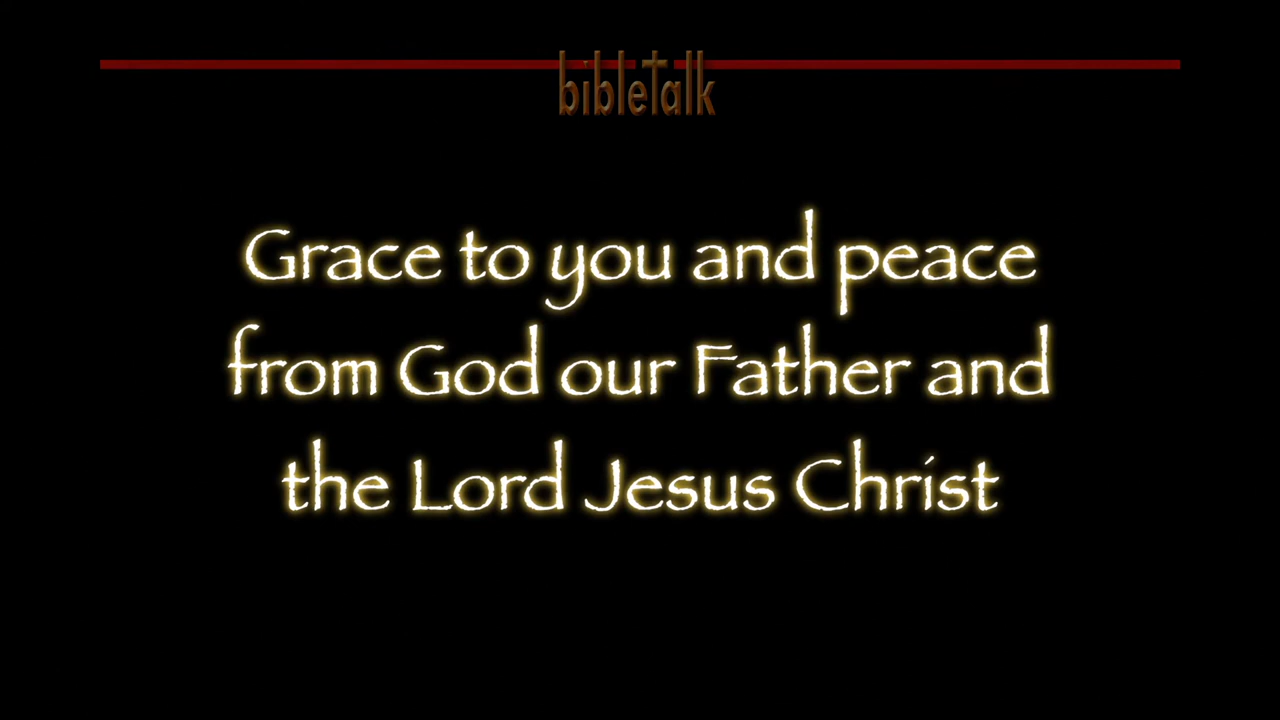 bibleTalk
Grace to you and peace
from God our Father and
the Lord Jesus Christ